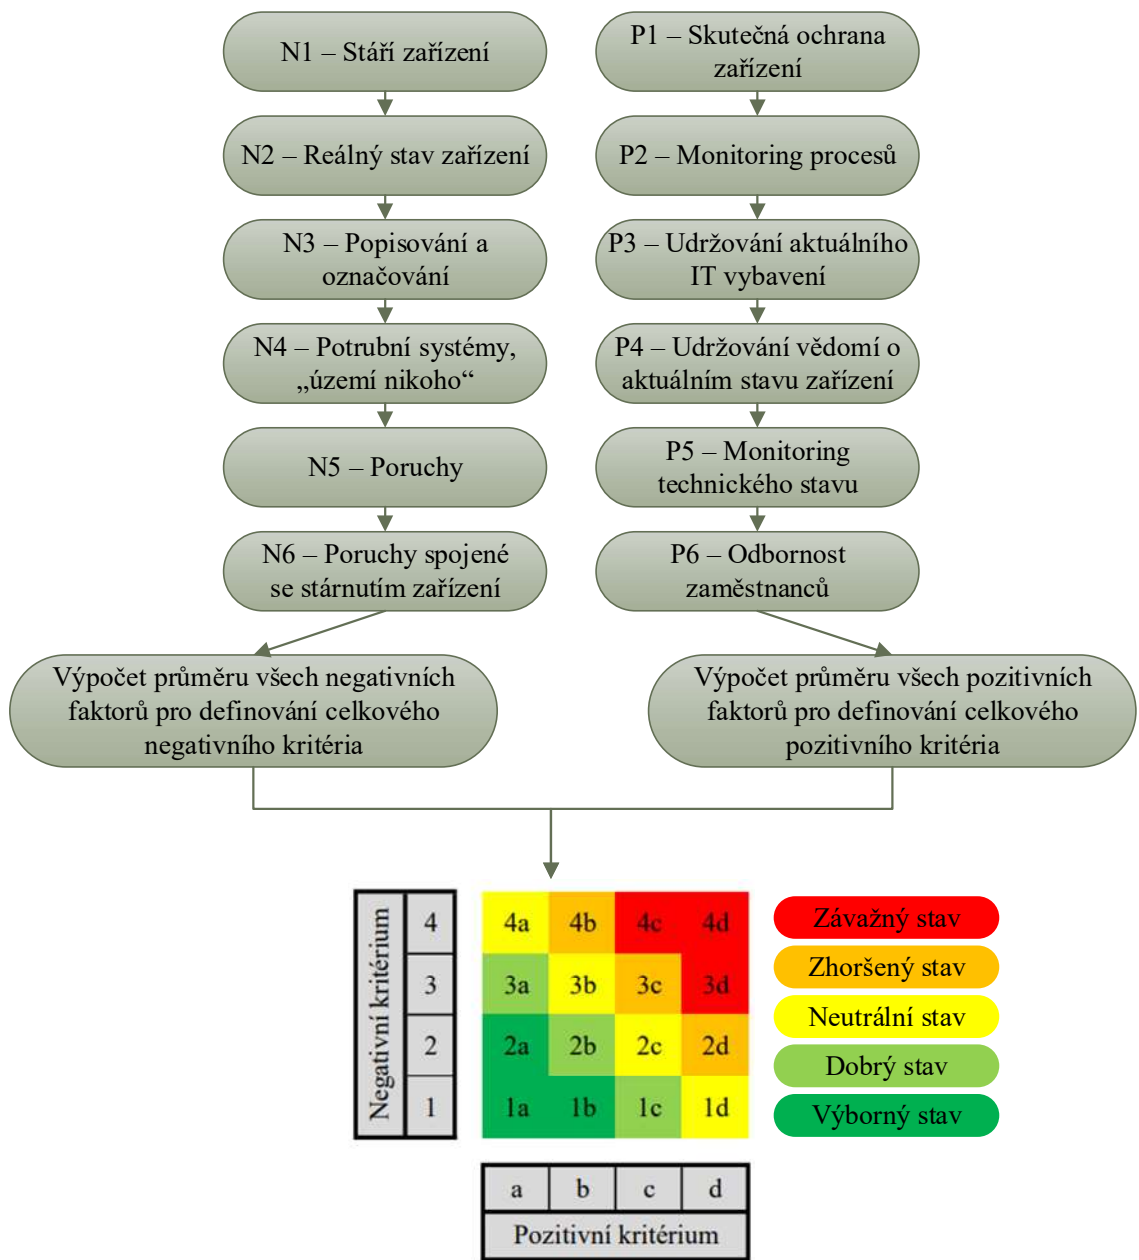 N1 – Stáří zařízení
N2 – Reálný stav zařízení
N3 – Popisování a
označování
N4 – Potrubní systémy,
„území nikoho“
N5 – Poruchy
N6 – Poruchy spojené
se stárnutím zařízení
Výpočet průměru všech negativních
faktorů pro definování celkového
negativního kritéria
P1 – Skutečná ochrana
zařízení
P2 – Monitoring procesů
P3 – Udržování aktuálního
IT vybavení
P4 – Udržování vědomí o
aktuálním stavu zařízení
P5 – Monitoring
technického stavu
P6 – Odbornost
zaměstnanců
Výpočet průměru všech pozitivních
faktorů pro definování celkového
pozitivního kritéria
Negativní kritérium
4 4a 4b 4c 4d
3 3a 3b 3c 3d
2 2a 2b 2c 2d
1 1a 1b 1c 1d
a b c d
Pozitivní kritérium
Závažný stav
Zhoršený stav
Neutrální stav
Dobrý stav
Výborný stav